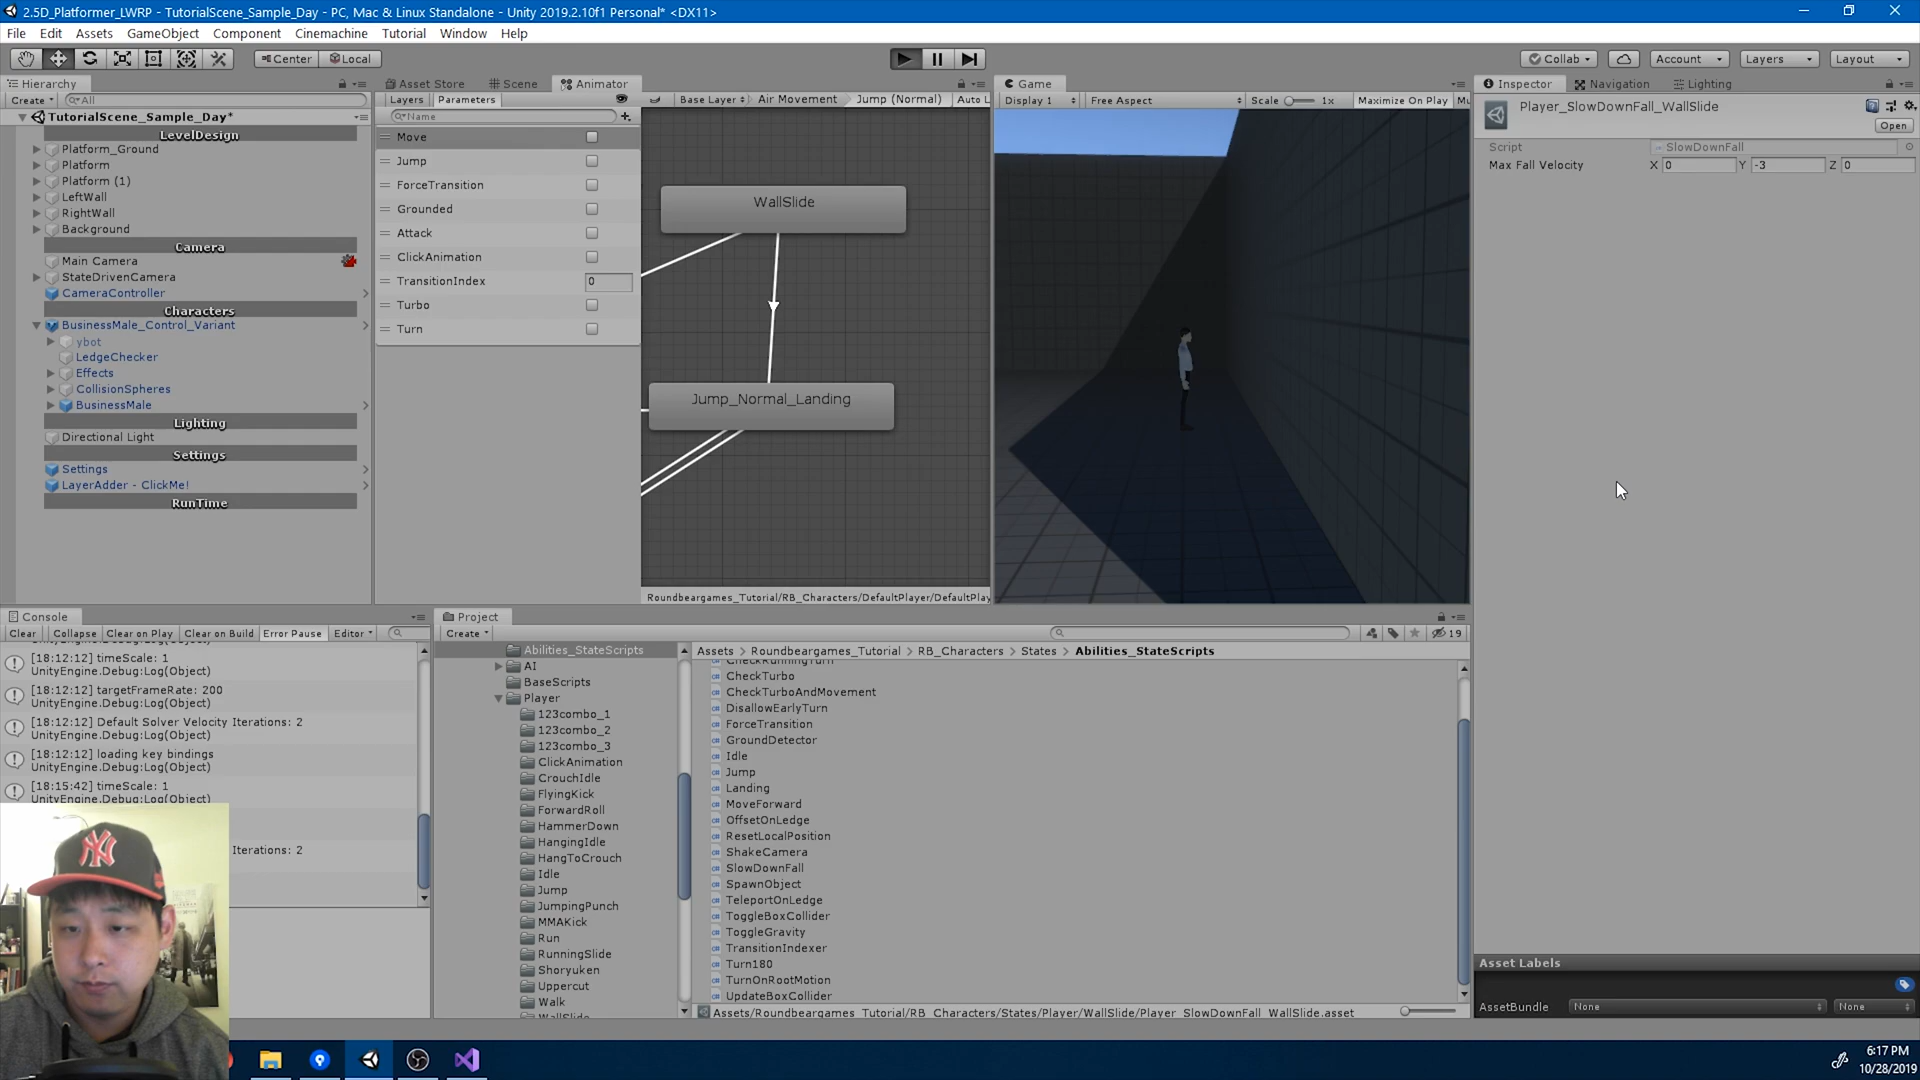 2.5D_Platformer_LWRP - TutorialScene_Sample_Day - PC, Mac & Linux Standalone - Unity 2019.2.10f1 Personal* <DX11>
File Edit Assets GameObject Component Cinemachine Tutorial Window Help
Center Local Collab Account Layers Layout
Hierarchy
Create All
TutorialScene_Sample_Day*
LevelDesign
Platform_Ground
Platform
Platform (1)
LeftWall
RightWall
Background
Camera
Main Camera
StateDrivenCamera
CameraController
Characters
BusinessMale_Control_Variant
ybot
LedgeChecker
Effects
CollisionSpheres
BusinessMale
Lighting
Directional Light
Settings
Settings
LayerAdder - ClickMe!
RunTime
Asset Store Scene Animator
Layers Parameters Base Layer Air Movement Jump (Normal) Auto L
Name
Move
Jump
ForceTransition
Grounded
Attack
ClickAnimation
TransitionIndex 0
Turbo
Turn
WallSlide
Jump_Normal_Landing
Roundbeargames_Tutorial/RB_Characters/DefaultPlayer/DefaultPlay
Game
Display 1 Free Aspect Scale 1x Maximize On Play Mu
Inspector Navigation Lighting
Player_SlowDownFall_WallSlide
Open
Script SlowDownFall
Max Fall Velocity X 0 Y -3 Z 0
Asset Labels
AssetBundle None None
Console
Clear Collapse Clear on Play Clear on Build Error Pause Editor
UnityEngine.Debug:Log(Object)
[18:12:12] timeScale: 1
UnityEngine.Debug:Log(Object)
[18:12:12] targetFrameRate: 200
UnityEngine.Debug:Log(Object)
[18:12:12] Default Solver Velocity Iterations: 2
UnityEngine.Debug:Log(Object)
[18:12:12] loading key bindings
UnityEngine.Debug:Log(Object)
[18:15:42] timeScale: 1
UnityEngine.Debug:Log(Object)
Iterations: 2
Project
Create 19
Abilities_StateScripts
AI
BaseScripts
Player
123combo_1
123combo_2
123combo_3
ClickAnimation
CrouchIdle
FlyingKick
ForwardRoll
HammerDown
HangingIdle
HangToCrouch
Idle
Jump
JumpingPunch
MMAKick
Run
RunningSlide
Shoryuken
Uppercut
Walk
WallSlide
Assets > Roundbeargames_Tutorial > RB_Characters > States > Abilities_StateScripts
CheckRunningTurn
CheckTurbo
CheckTurboAndMovement
DisallowEarlyTurn
ForceTransition
GroundDetector
Idle
Jump
Landing
MoveForward
OffsetOnLedge
ResetLocalPosition
ShakeCamera
SlowDownFall
SpawnObject
TeleportOnLedge
ToggleBoxCollider
ToggleGravity
TransitionIndexer
Turn180
TurnOnRootMotion
UpdateBoxCollider
Assets/Roundbeargames_Tutorial/RB_Characters/States/Player/WallSlide/Player_SlowDownFall_WallSlide.asset
NY
6:17 PM
10/28/2019